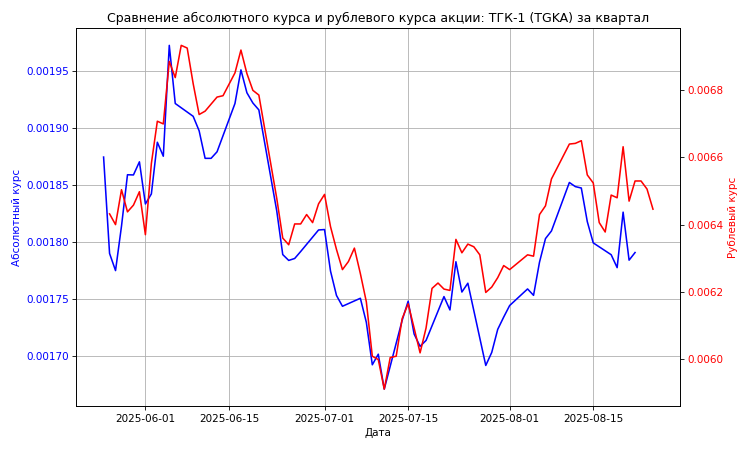 Сравнение абсолютного курса и рублевого курса акции: ТГК-1 (TGKA) за квартал
0.00195
0.00190
0.00185
0.00180
0.00175
0.00170
Абсолютный курс
0.0068
0.0066
0.0064
0.0062
0.0060
Рублевый курс
2025-06-01 2025-06-15 2025-07-01 2025-07-15 2025-08-01 2025-08-15
Дата